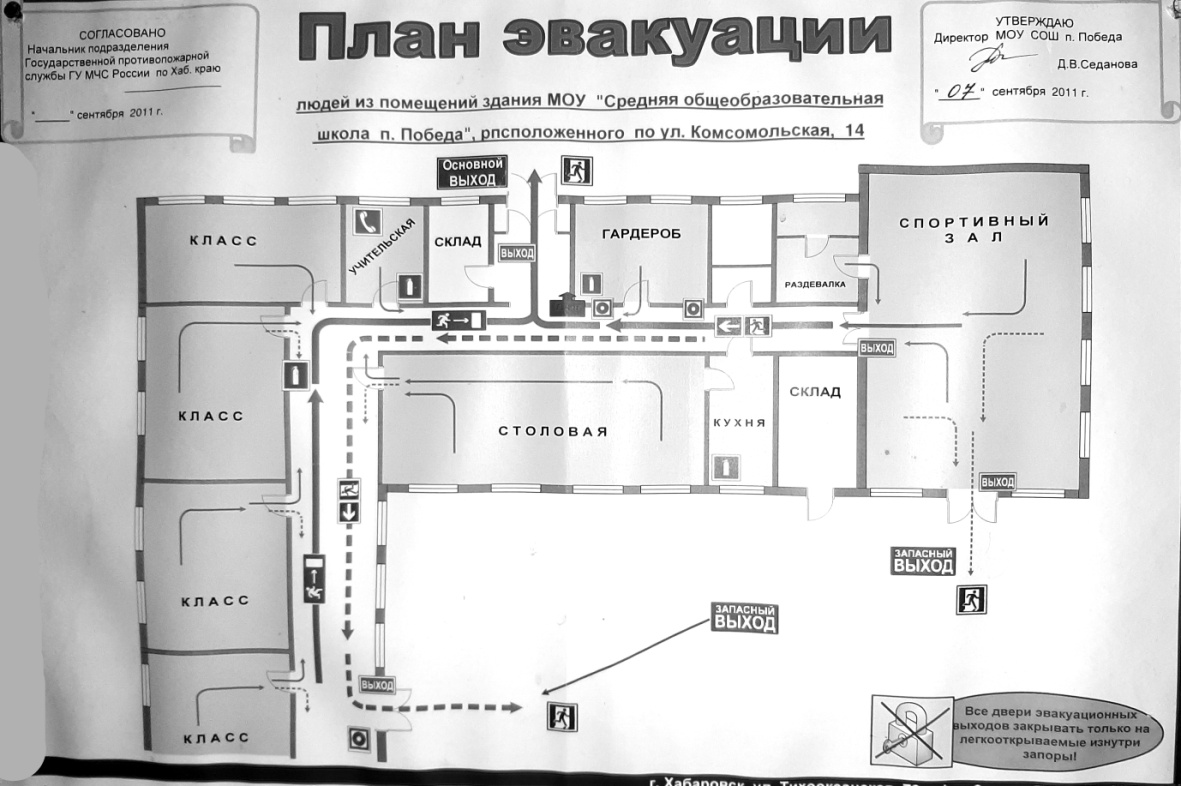 СОГЛАСОВАНО
Начальник подразделения
Государственной противопожарной
службы ГУ МЧС России по Хаб. краю
"______" сентября 2011 г.
План эвакуации
людей из помещений здания МОУ "Средняя общеобразовательная
школа п. Победа", рпсположенного по ул. Комсомольская, 14
УТВЕРЖДАЮ
Директор МОУ СОШ п. Победа
Д.В.Седанова
"07" сентября 2011 г.
Основной
ВЫХОД
КЛАСС
УЧИТЕЛЬСКАЯ
СКЛАД
ВЫХОД
ГАРДЕРОБ
РАЗДЕВАЛКА
СПОРТИВНЫЙ
ЗАЛ
ВЫХОД
КЛАСС
СТОЛОВАЯ
КУХНЯ
СКЛАД
ВЫХОД
ЗАПАСНЫЙ
ВЫХОД
КЛАСС
ЗАПАСНЫЙ
ВЫХОД
ВЫХОД
КЛАСС
Все двери эвакуационных
выходов закрывать только на
легкооткрываемые изнутри
запоры!
г. Хабаровск